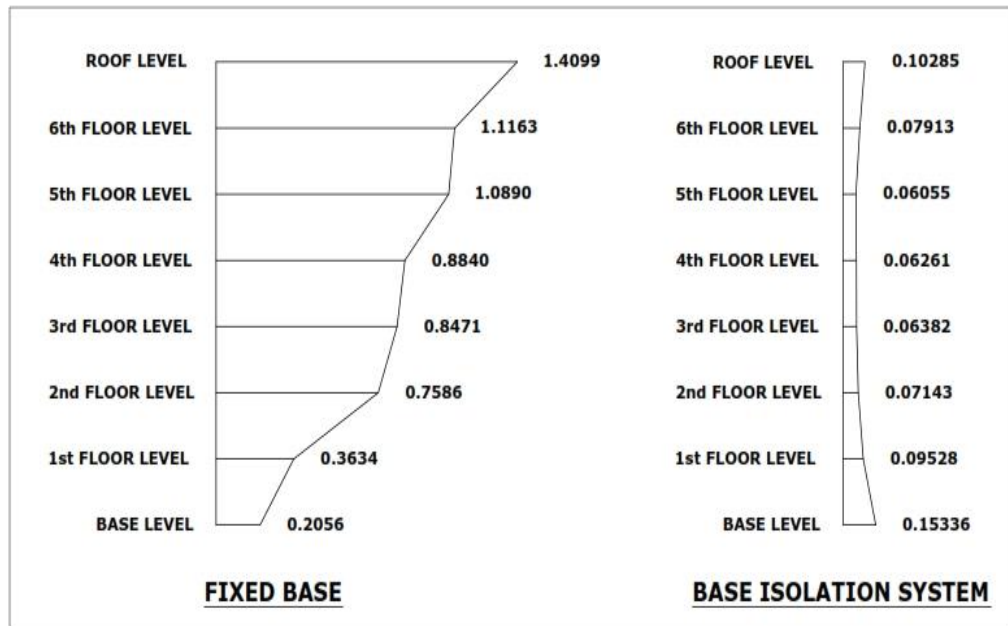 ROOF LEVEL 1.4099
6th FLOOR LEVEL 1.1163
5th FLOOR LEVEL 1.0890
4th FLOOR LEVEL 0.8840
3rd FLOOR LEVEL 0.8471
2nd FLOOR LEVEL 0.7586
1st FLOOR LEVEL 0.3634
BASE LEVEL 0.2056
FIXED BASE
ROOF LEVEL 0.10285
6th FLOOR LEVEL 0.07913
5th FLOOR LEVEL 0.06055
4th FLOOR LEVEL 0.06261
3rd FLOOR LEVEL 0.06382
2nd FLOOR LEVEL 0.07143
1st FLOOR LEVEL 0.09528
BASE LEVEL 0.15336
BASE ISOLATION SYSTEM